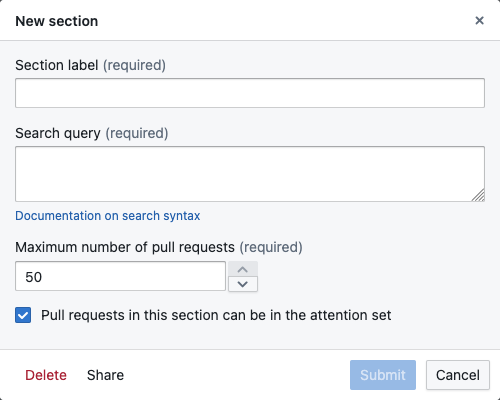 New section
Section label (required)
Search query (required)
Documentation on search syntax
Maximum number of pull requests (required)
50
Pull requests in this section can be in the attention set
Delete Share Submit Cancel